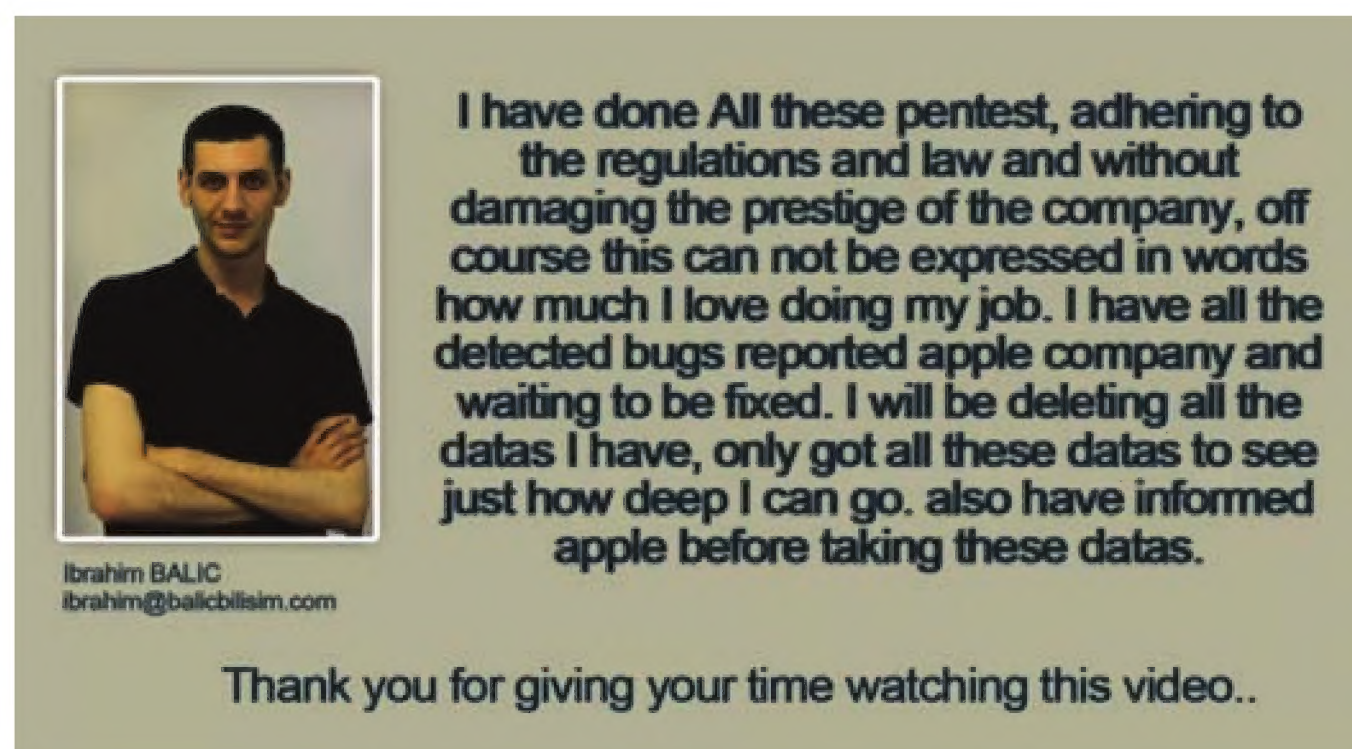 I have done All these pentest, adhering to
the regulations and law and without
damaging the prestige of the company, off
course this can not be expressed in words
how much I love doing my job. I have all the
detected bugs reported apple company and
waiting to be fixed. I will be deleting all the
datas I have, only got all these datas to see
just how deep I can go. also have informed
apple before taking these datas.
Ibrahim BALIC
ibrahim@balicbilisim.com
Thank you for giving your time watching this video..